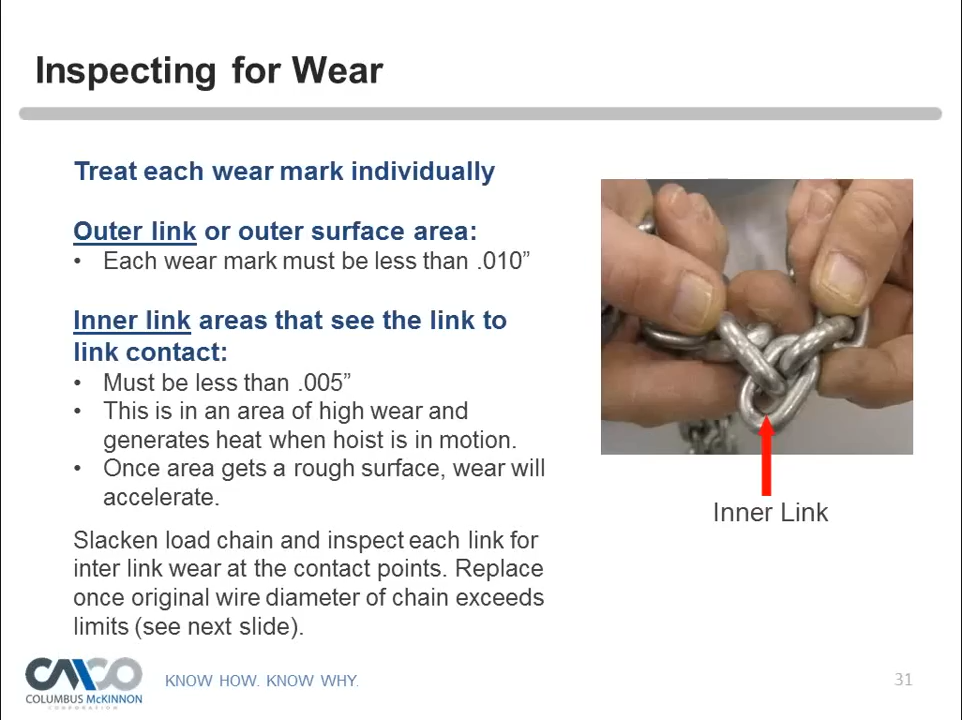 Inspecting for Wear
Treat each wear mark individually
Outer link or outer surface area:
• Each wear mark must be less than .010”
Inner link areas that see the link to
link contact:
• Must be less than .005”
• This is in an area of high wear and
generates heat when hoist is in motion.
• Once area gets a rough surface, wear will
accelerate.
Slacken load chain and inspect each link for
inter link wear at the contact points. Replace
once original wire diameter of chain exceeds
limits (see next slide).
Inner Link
CMCO
COLUMBUS McKINNON
CORPORATION
KNOW HOW. KNOW WHY.
31